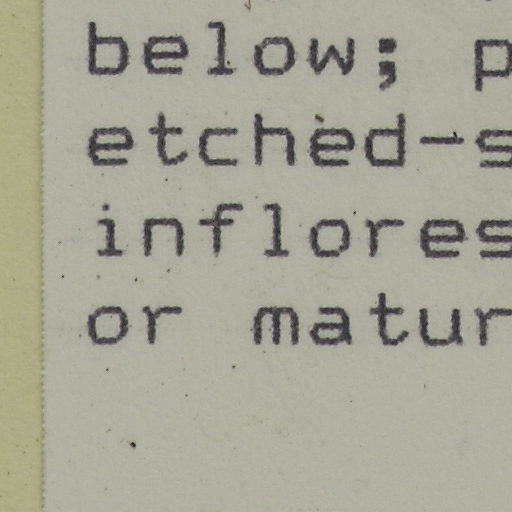 below; p
etched-s
inflores
or matur